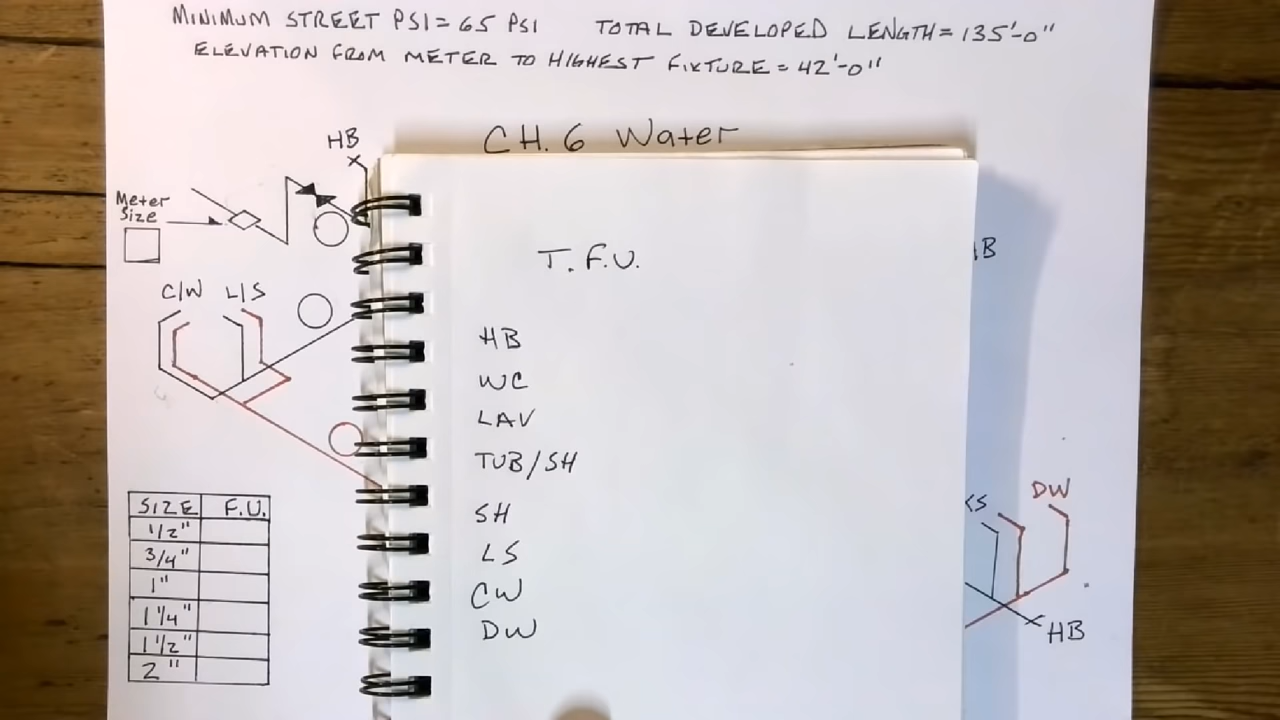 MINIMUM STREET PSI = 65 PSI TOTAL DEVELOPED LENGTH = 135'-0"
ELEVATION FROM METER TO HIGHEST FIXTURE = 42'-0"
CH. 6 Water
HB
Meter
Size
T.F.U.
C/W L/S
HB
WC
LAV
TUB/SH
SH
LS
CW
DW
SIZE F.U.
1/2"
3/4"
1"
1 1/4"
1 1/2"
2"
DW
HB